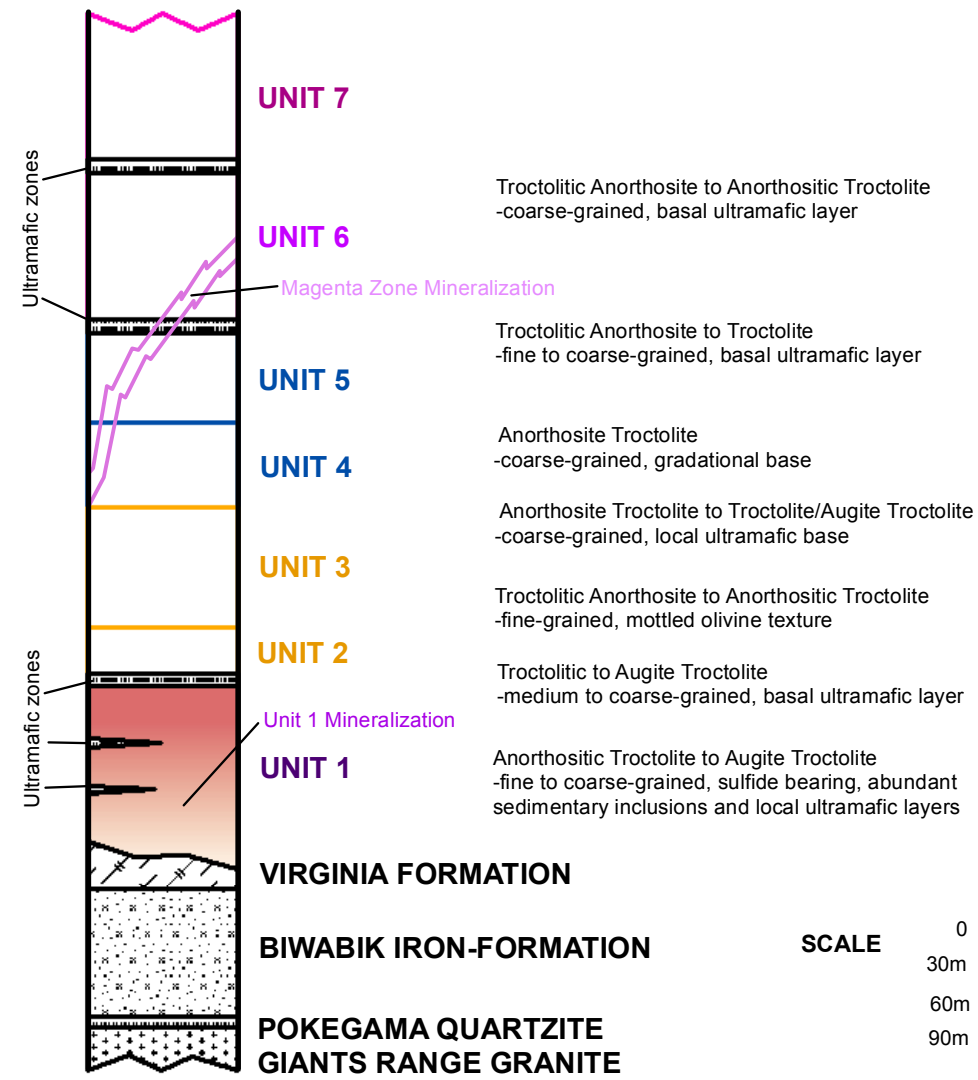 UNIT 7
Ultramafic zones
Troctolitic Anorthosite to Anorthositic Troctolite
-coarse-grained, basal ultramafic layer
UNIT 6
Magenta Zone Mineralization
Troctolitic Anorthosite to Troctolite
-fine to coarse-grained, basal ultramafic layer
UNIT 5
Anorthosite Troctolite
-coarse-grained, gradational base
UNIT 4
Anorthosite Troctolite to Troctolite/Augite Troctolite
-coarse-grained, local ultramafic base
UNIT 3
Troctolitic Anorthosite to Anorthositic Troctolite
-fine-grained, mottled olivine texture
UNIT 2
Troctolitic to Augite Troctolite
-medium to coarse-grained, basal ultramafic layer
Ultramafic zones
Unit 1 Mineralization
UNIT 1
Anorthositic Troctolite to Augite Troctolite
-fine to coarse-grained, sulfide bearing, abundant
sedimentary inclusions and local ultramafic layers
VIRGINIA FORMATION
BIWABIK IRON-FORMATION
SCALE
0
30m
60m
90m
POKEGAMA QUARTZITE
GIANTS RANGE GRANITE